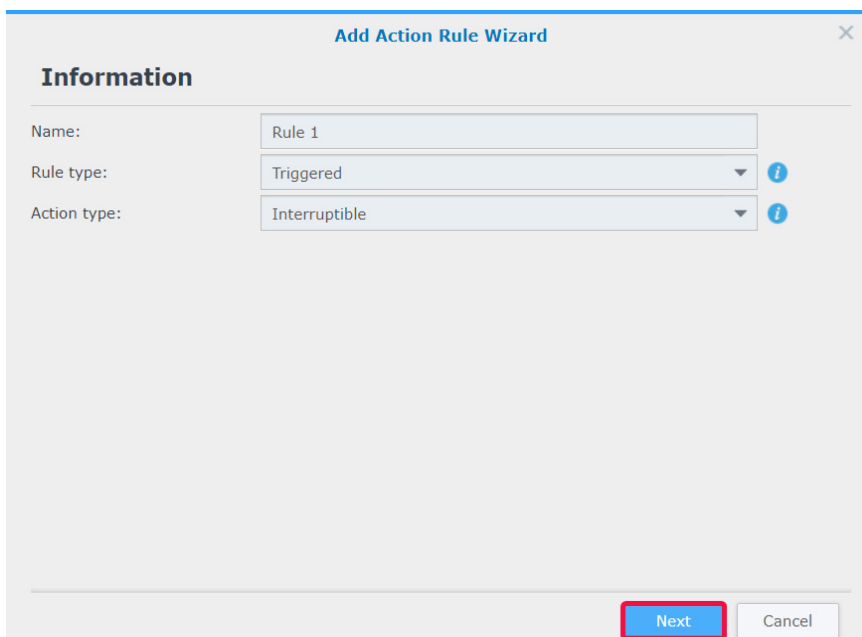 Add Action Rule Wizard
Information
Name: Rule 1
Rule type: Triggered
Action type: Interruptible
Next Cancel